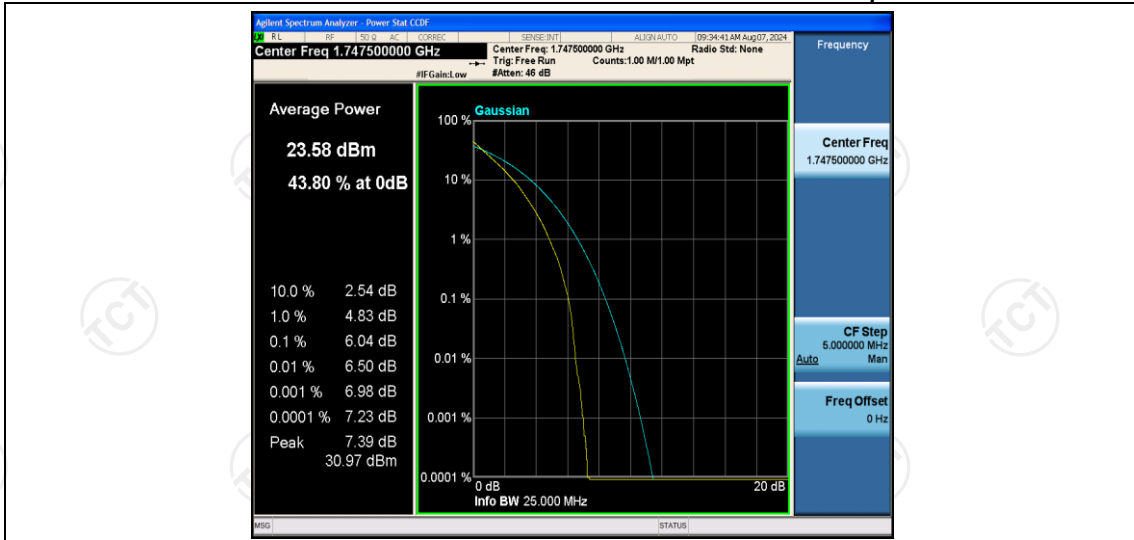 Agilent Spectrum Analyzer - Power Stat CCDF
LXI RL RF 50 Ω AC CORREC SENSE:INT ALIGNAUTO 09:34:41 AM Aug07, 2024
Center Freq 1.747500000 GHz
Center Freq: 1.747500000 GHz Radio Std: None
Trig: Free Run Counts:1.00 M/1.00 Mpt
#IFGain:Low #Atten: 46 dB
Frequency
Average Power
23.58 dBm
43.80 % at 0dB
10.0 % 2.54 dB
1.0 % 4.83 dB
0.1 % 6.04 dB
0.01 % 6.50 dB
0.001 % 6.98 dB
0.0001 % 7.23 dB
Peak 7.39 dB
30.97 dBm
Gaussian
100 %
10 %
1 %
0.1 %
0.01 %
0.001 %
0.0001 %
0 dB 20 dB
Info BW 25.000 MHz
Center Freq
1.747500000 GHz
CF Step
5.000000 MHz
Auto Man
Freq Offset
0 Hz
MSG STATUS
TCT
TCT